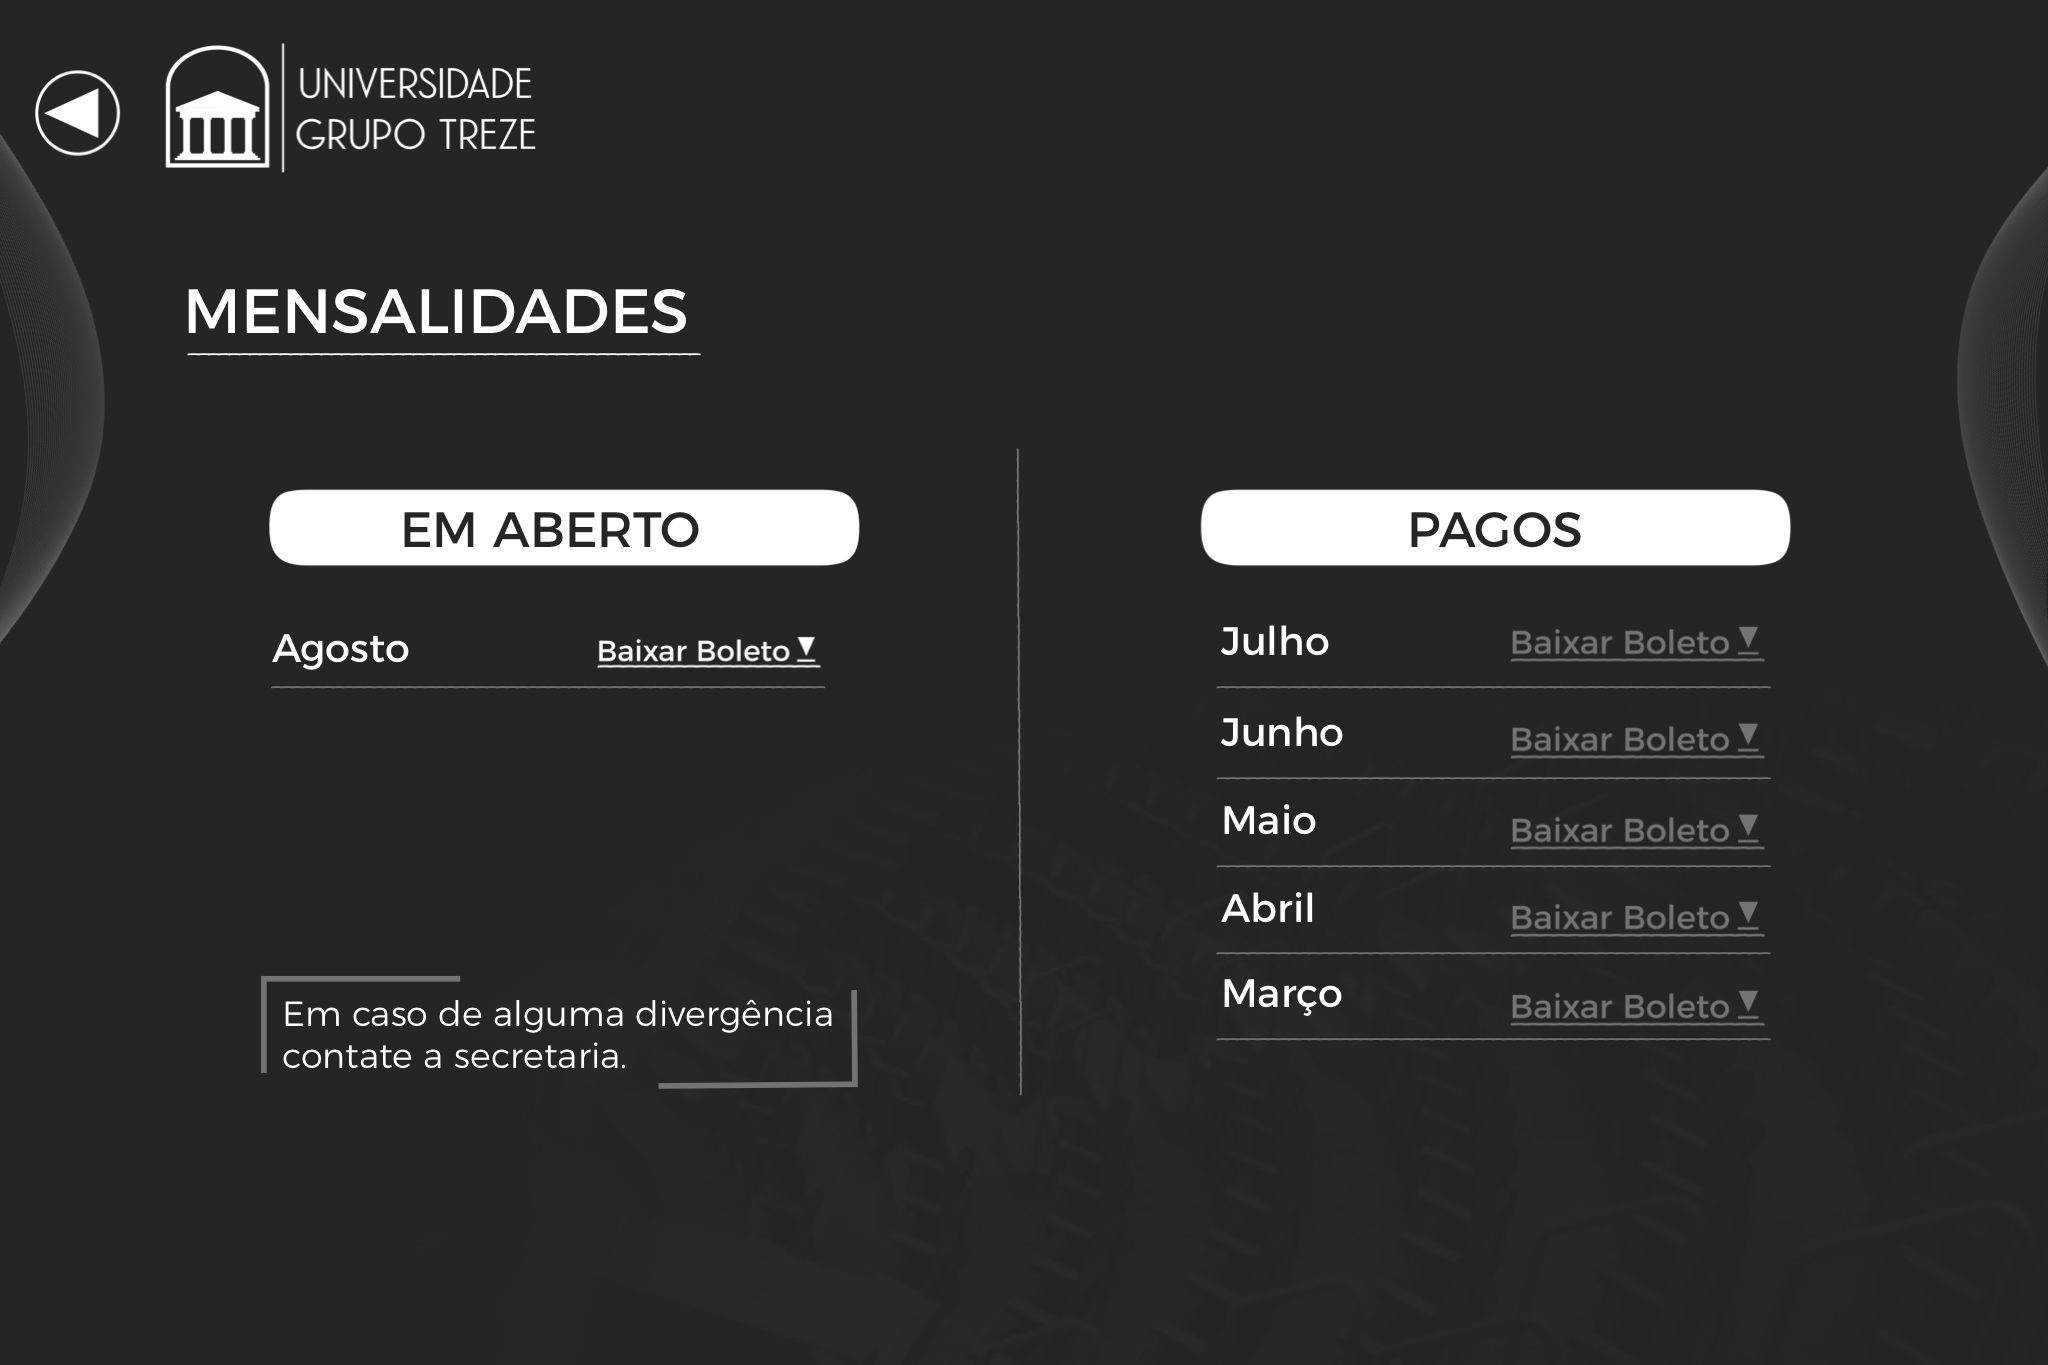 UNIVERSIDADE
GRUPO TREZE
MENSALIDADES
EM ABERTO
Agosto Baixar Boleto
Em caso de alguma divergência
contate a secretaria.
PAGOS
Julho Baixar Boleto
Junho Baixar Boleto
Maio Baixar Boleto
Abril Baixar Boleto
Março Baixar Boleto